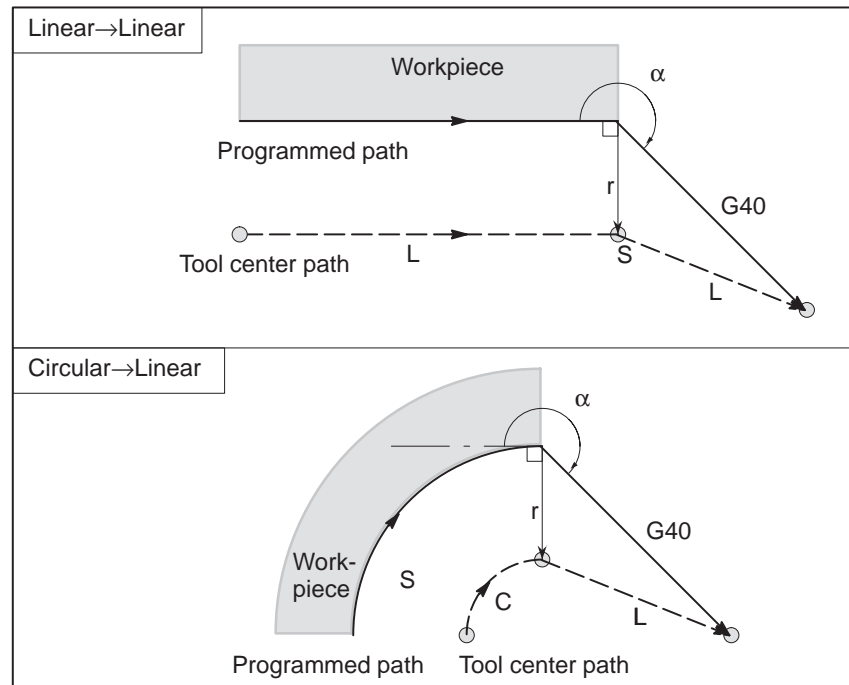 Linear→Linear
Workpiece
α
Programmed path
r
G40
L
S
Tool center path
L
Circular→Linear
α
r
G40
Work-
piece
S
C
L
Programmed path
Tool center path